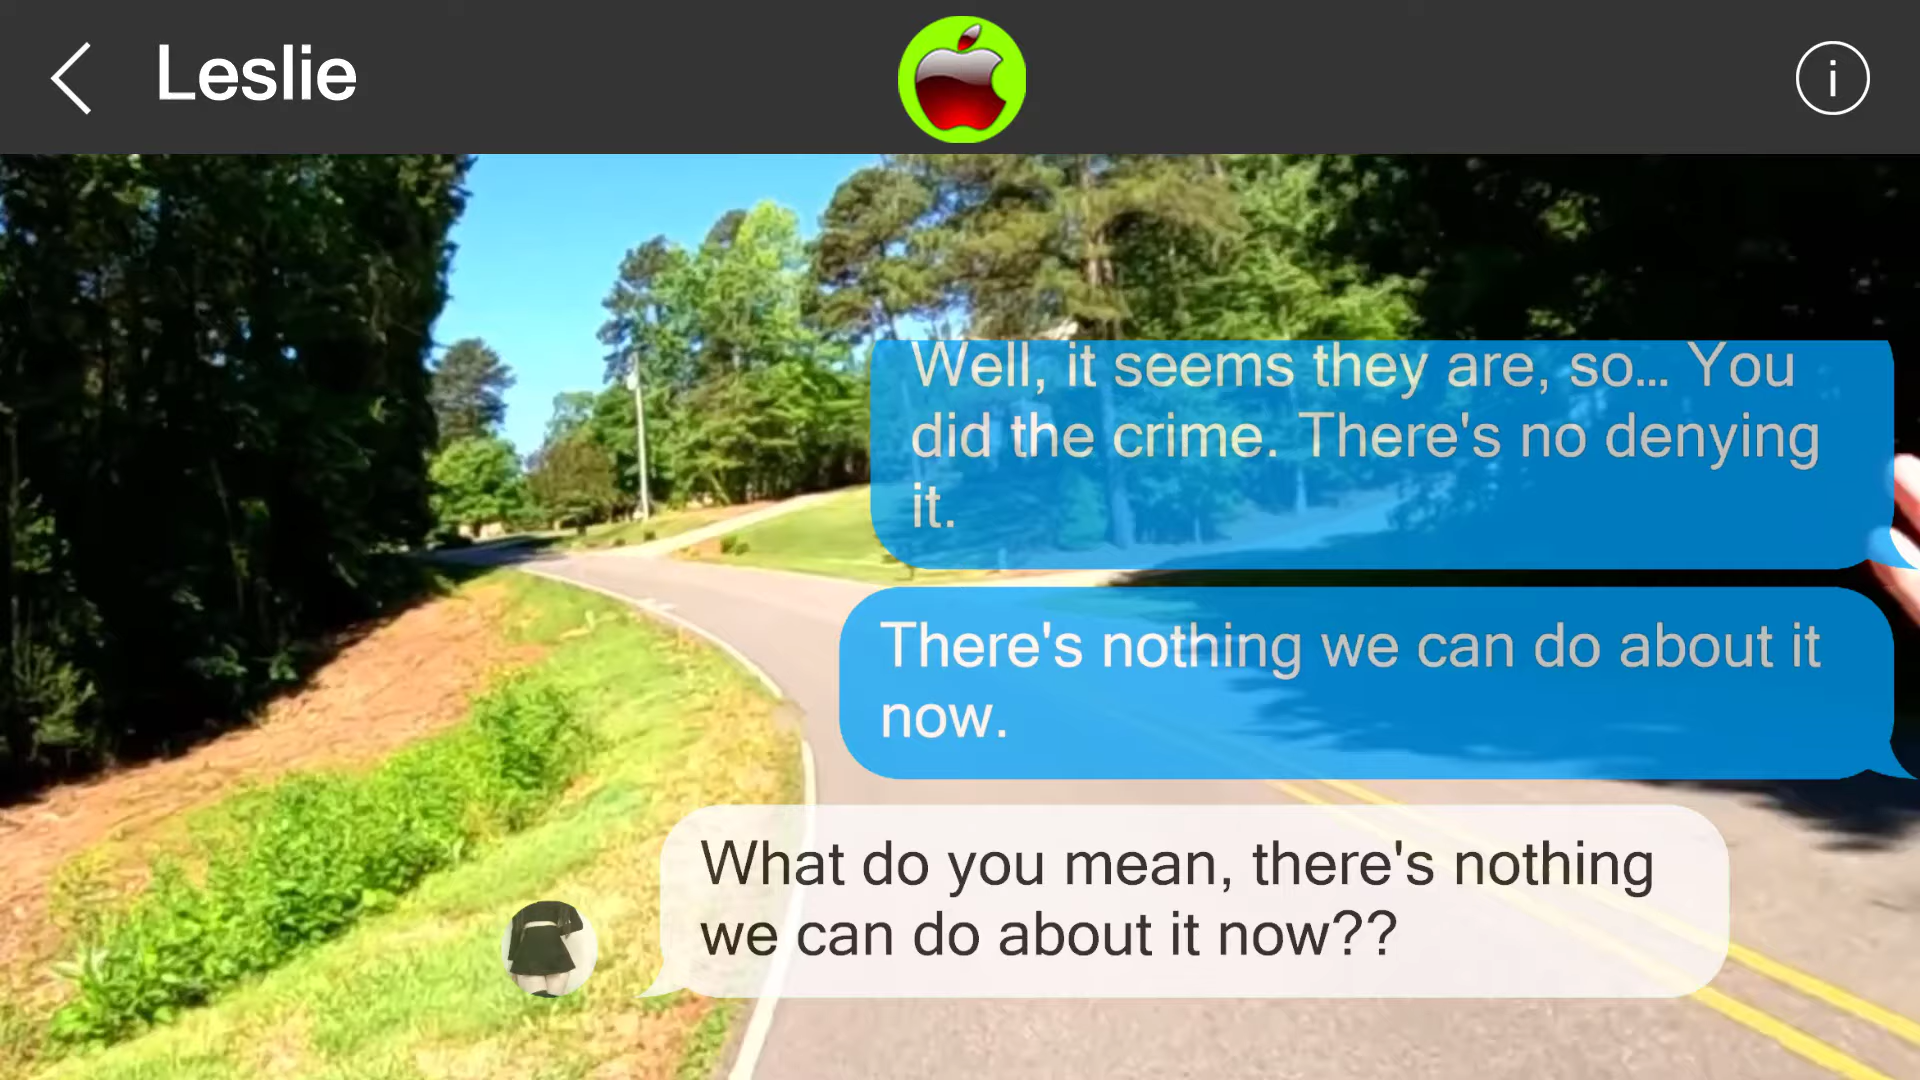 Leslie
Well, it seems they are, so... You
did the crime. There's no denying
it.
There's nothing we can do about it
now.
What do you mean, there's nothing
we can do about it now??